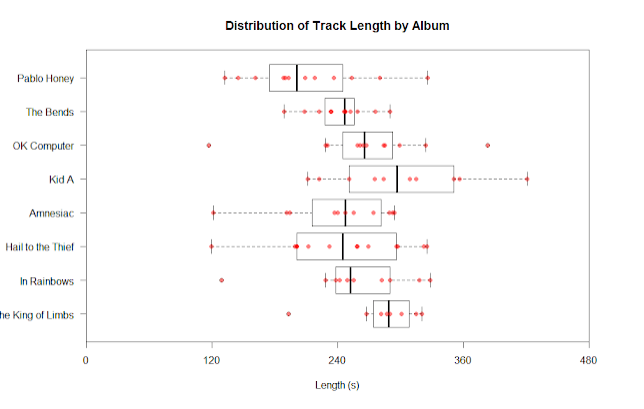 Distribution of Track Length by Album
Pablo Honey
The Bends
OK Computer
Kid A
Amnesiac
Hail to the Thief
In Rainbows
he King of Limbs
0 120 240 360 480
Length (s)